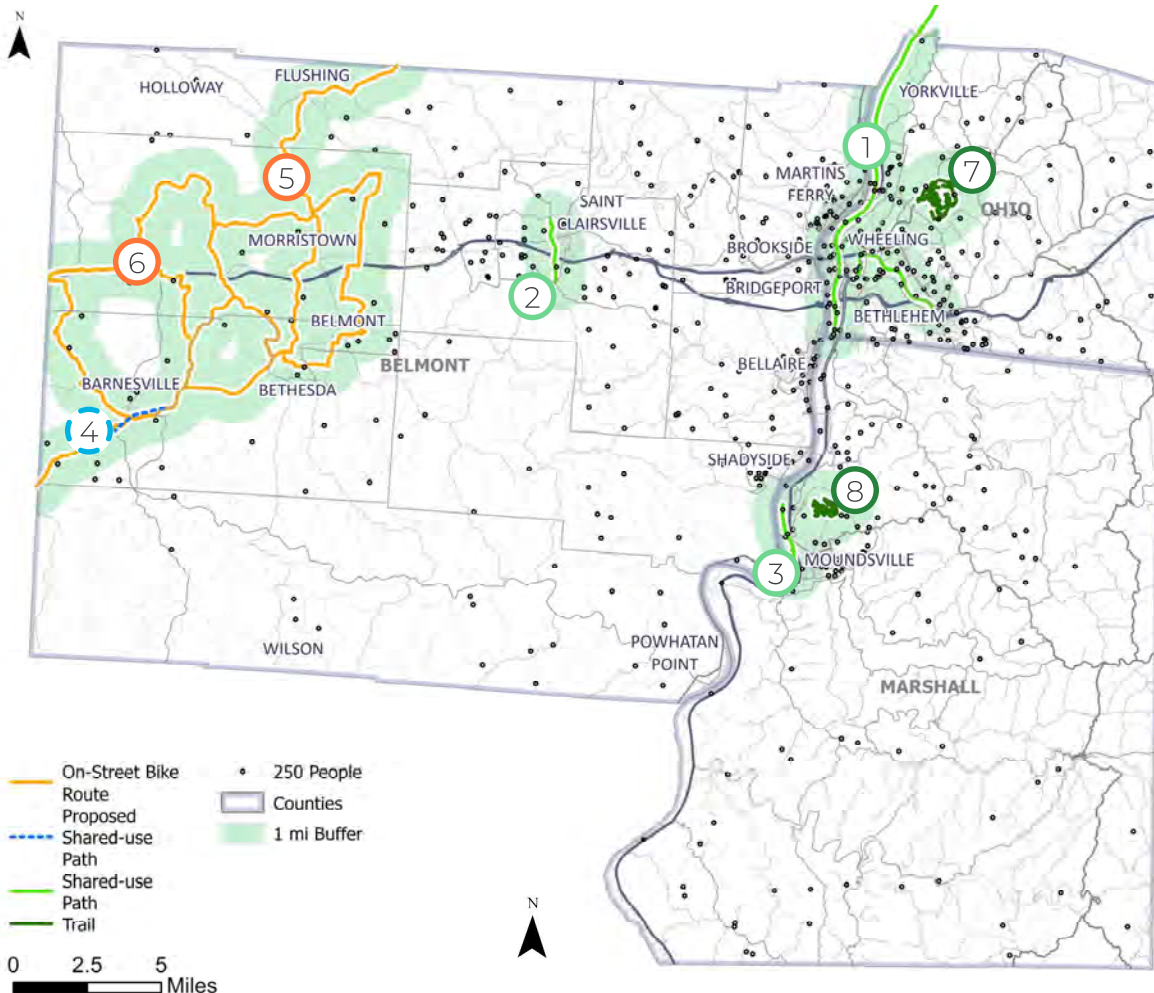 N
FLUSHING
HOLLOWAY
YORKVILLE
1
MARTINS
FERRY
7
5
OHIO
SAINT
CLAIRSVILLE
MORRISTOWN
BROOKSIDE
WHEELING
6
2
BRIDGEPORT
BELMONT
BETHLEHEM
BELMONT
BELLAIRE
BARNESVILLE
BETHESDA
4
SHADYSIDE
8
3
MOUNDSVILLE
WILSON
POWHATAN
POINT
MARSHALL
On-Street Bike
Route
Proposed
Shared-use
Path
Shared-use
Path
Trail
250 People
Counties
1 mi Buffer
N
0 2.5 5
Miles